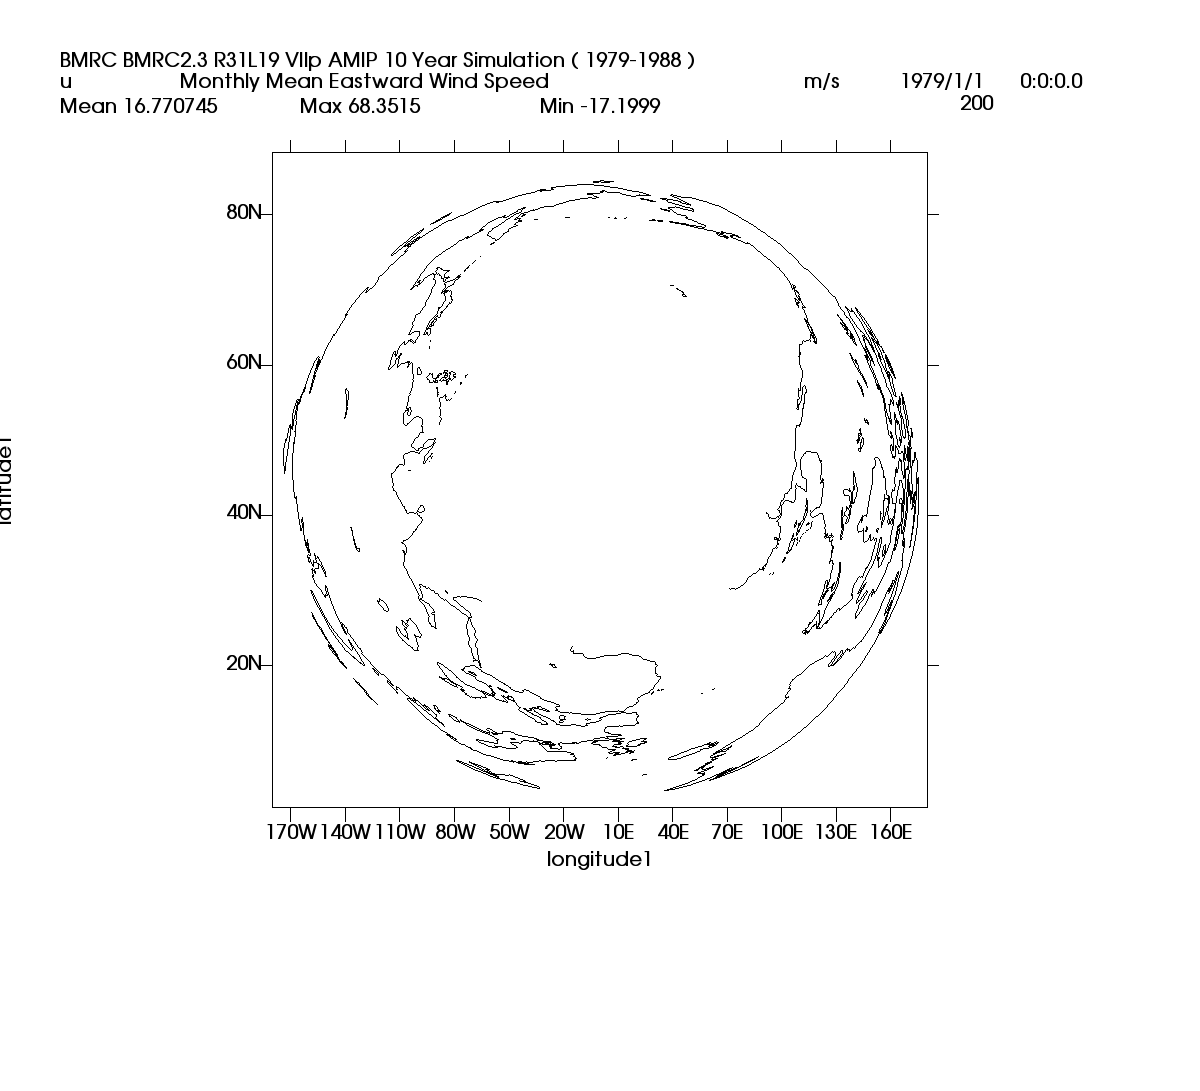 BMRC BMRC2.3 R31L19 VIIp AMIP 10 Year Simulation ( 1979-1988 )
u Monthly Mean Eastward Wind Speed m/s 1979/1/1 0:0:0.0
Mean 16.770745 Max 68.3515 Min -17.1999 200
80N
60N
latitude1
40N
20N
170W 140W 110W 80W 50W 20W 10E 40E 70E 100E 130E 160E
longitude1